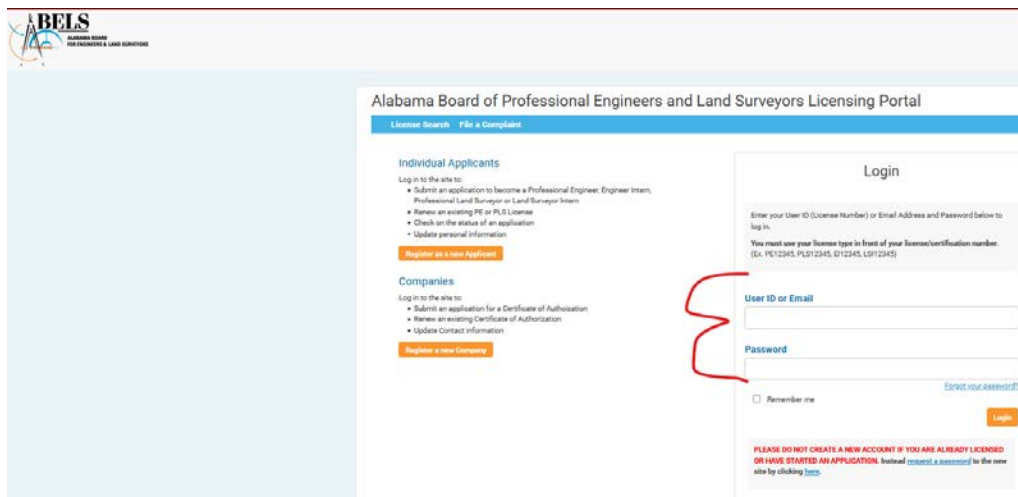 BELS
ALABAMA BOARD
FOR ENGINEERS & LAND SURVEYORS
Alabama Board of Professional Engineers and Land Surveyors Licensing Portal
License Search File a Complaint
Individual Applicants
Log in to the site to:
Submit an application to become a Professional Engineer, Engineer Intern,
Professional Land Surveyor or Land Surveyor Intern
Renew an existing PE or PLS License
Check on the status of an application
Update personal information
Register as a new Applicant
Companies
Log in to the site to:
Submit an application for a Certificate of Authoization
Renew an existing Certificate of Authorization
Update Contact information
Register a new Company
Login
Enter your User ID (License Number) or Email Address and Password below to
log in.
You must use your license type in front of your license/certification number.
(Ex. PE12345, PLS12345, EI12345, LSI12345)
User ID or Email
Password
Forgot your password?
Remember me
Login
PLEASE DO NOT CREATE A NEW ACCOUNT IF YOU ARE ALREADY LICENSED
OR HAVE STARTED AN APPLICATION. Instead request a password to the new
site by clicking here.